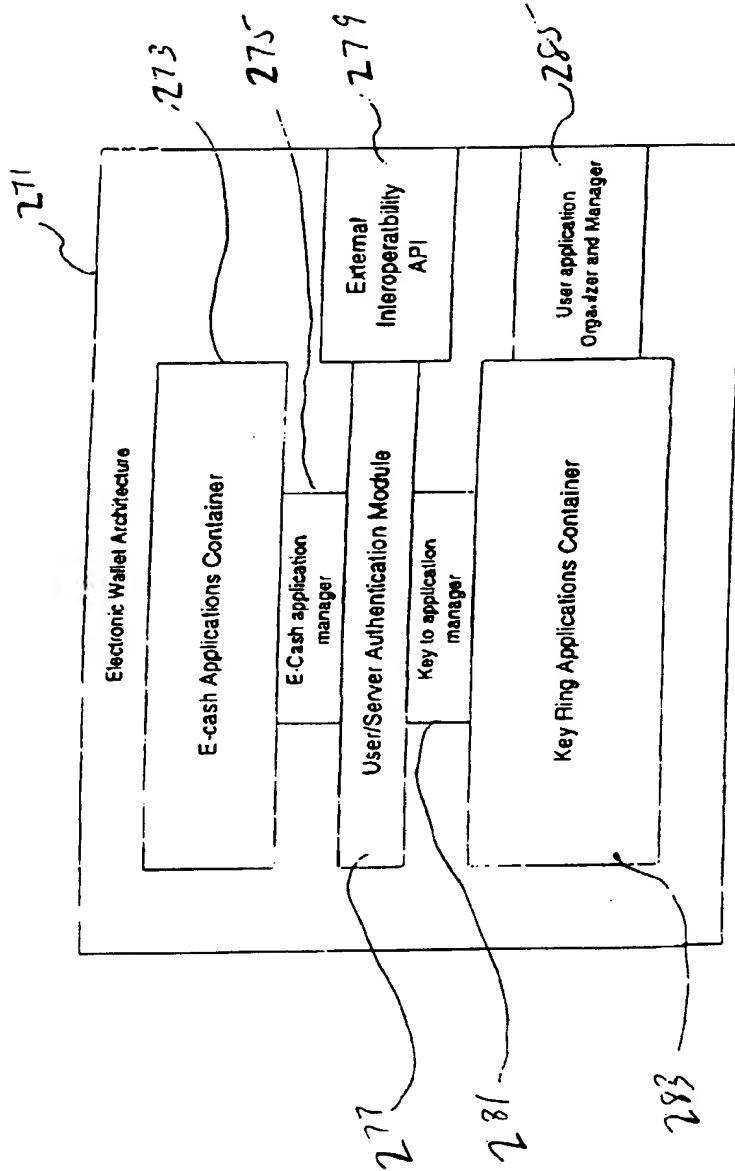 271
Electronic Wallet Architecture
273
E-cash Applications Container
275
E-Cash application
manager
279
External
Interoperatbility
API
277
User/Server Authentication Module
281
Key to application
manager
283
Key Ring Applications Container
285
User application
Organizer and Manager